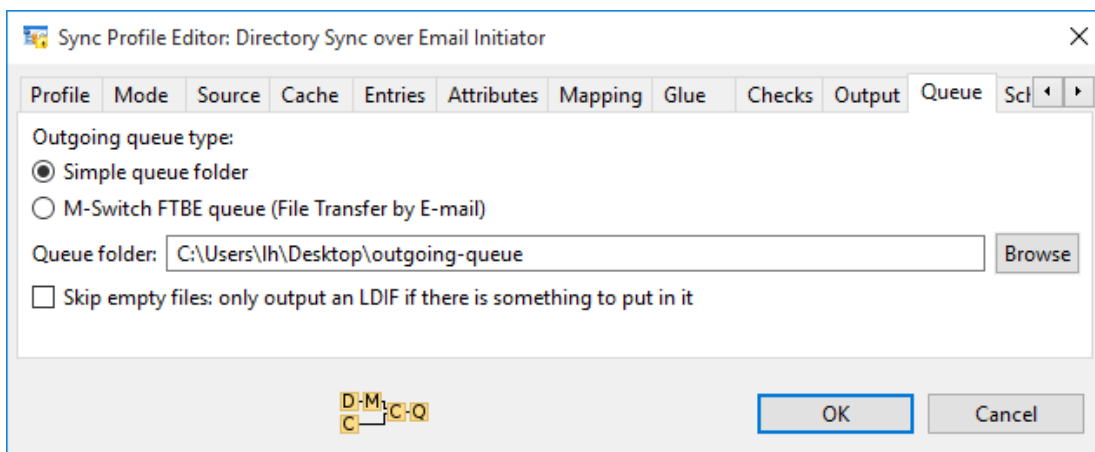 Sync Profile Editor: Directory Sync over Email Initiator
Profile Mode Source Cache Entries Attributes Mapping Glue Checks Output Queue Sch
Outgoing queue type:
Simple queue folder
M-Switch FTBE queue (File Transfer by E-mail)
Queue folder: C:\Users\lh\Desktop\outgoing-queue Browse
Skip empty files: only output an LDIF if there is something to put in it
D-M
C C-Q
OK Cancel